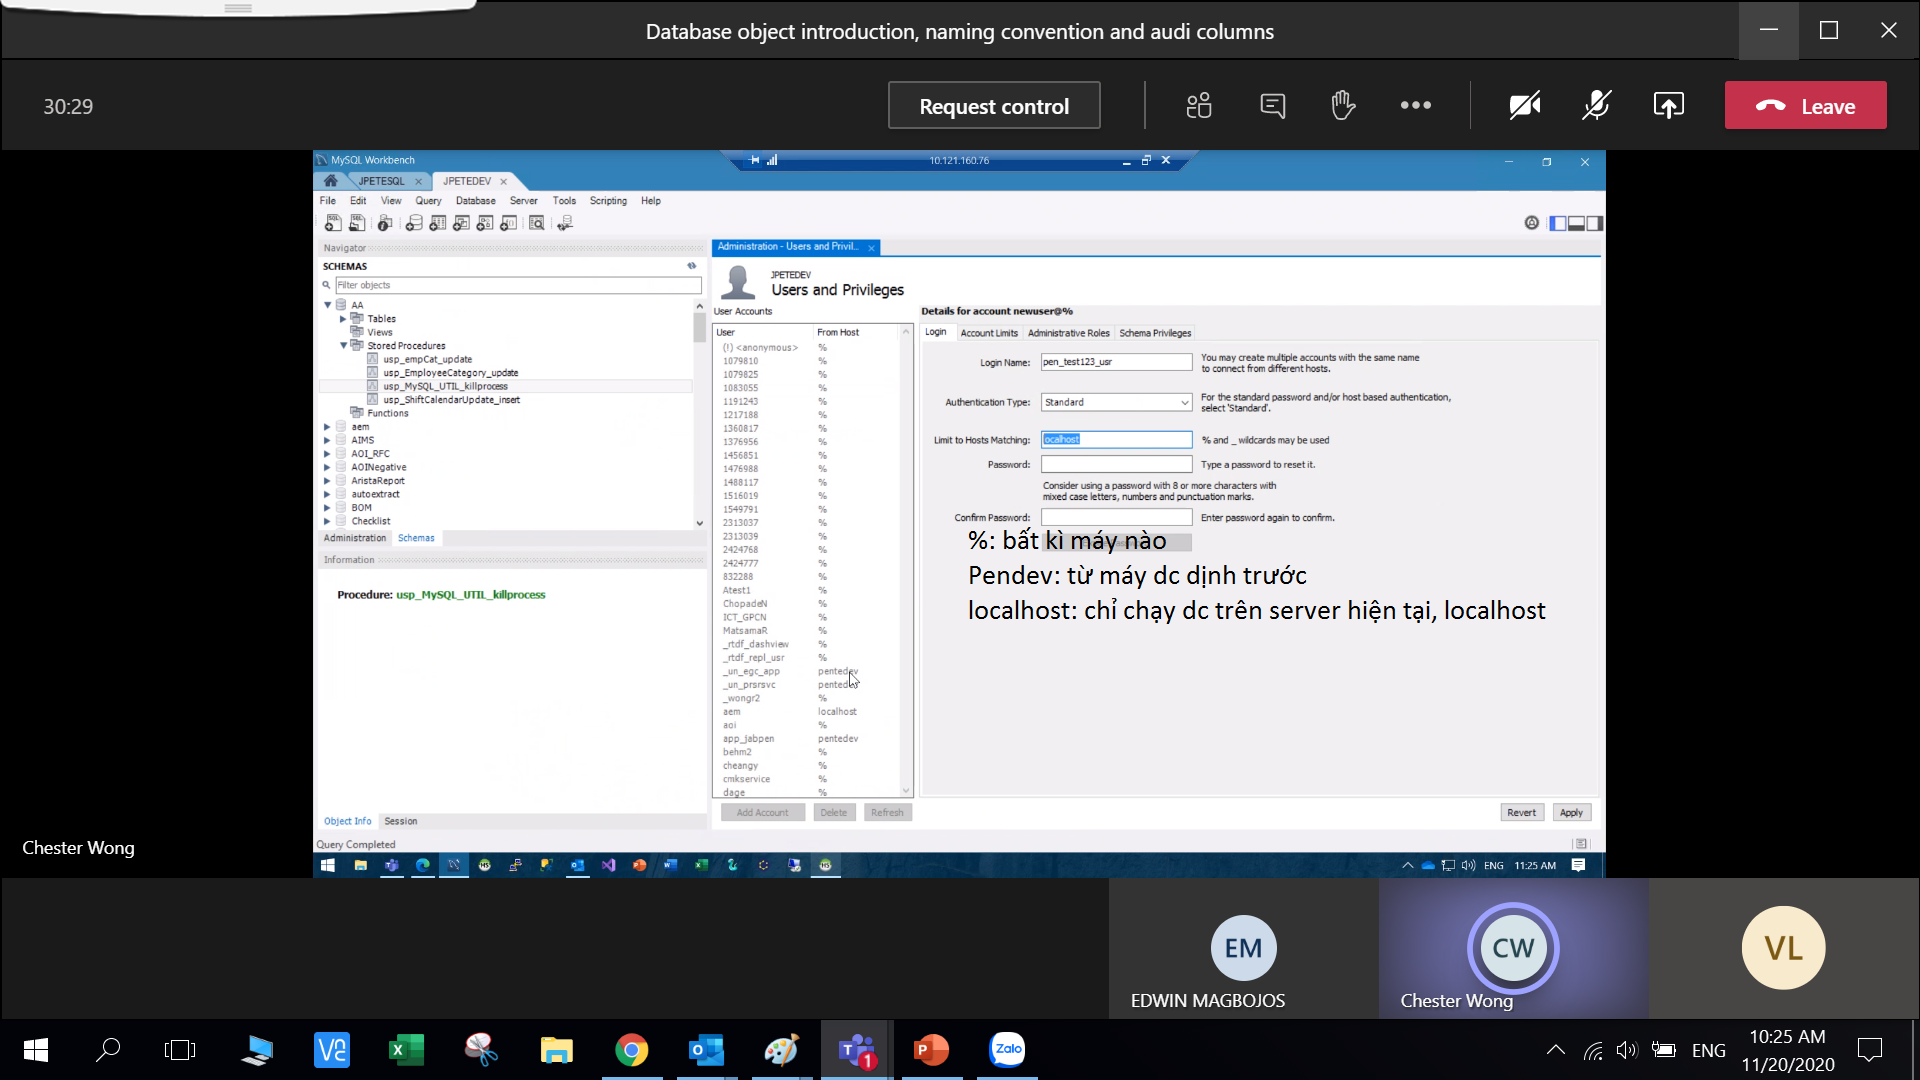 Database object introduction, naming convention and audi columns
30:29
Request control
Leave
MySQL Workbench
10.121.160.76
JPETESQL
JPETEDEV
File Edit View Query Database Server Tools Scripting Help
Navigator
SCHEMAS
Filter objects
AA
Tables
Views
Stored Procedures
usp_empCat_update
usp_EmployeeCategory_update
usp_MySQL_UTIL_killprocess
usp_ShiftCalendarUpdate_insert
Functions
aem
AIMS
AOI_RFC
AOINegative
AristaReport
autoextract
BOM
Checklist
Administration Schemas
Information
Procedure: usp_MySQL_UTIL_killprocess
Object Info Session
Query Completed
Administration - Users and Privil...
JPETEDEV
Users and Privileges
User Accounts
User From Host
(!) <anonymous> %
1079810 %
1079825 %
1083055 %
1191243 %
1217188 %
1360817 %
1376956 %
1456851 %
1476988 %
1488117 %
1516019 %
1549791 %
2313037 %
2313039 %
2424768 %
2424777 %
832288 %
Atest1 %
ChopadeN %
ICT_GPCN %
MatsamaR %
_rtdf_dashview %
_rtdf_repl_usr %
_un_egc_app pentedev
_un_prsrsvc pentedev
_wongr2 %
aem localhost
aoi %
app_jabpen pentedev
behm2 %
cheangy %
cmkservice %
dage %
Add Account Delete Refresh
Details for account newuser@%
Login Account Limits Administrative Roles Schema Privileges
Login Name: pen_test123_usr You may create multiple accounts with the same name
to connect from different hosts.
Authentication Type: Standard For the standard password and/or host based authentication,
select 'Standard'.
Limit to Hosts Matching: ocalhost % and _ wildcards may be used
Password: Type a password to reset it.
Consider using a password with 8 or more characters with
mixed case letters, numbers and punctuation marks.
Confirm Password: Enter password again to confirm.
%: bất kì máy nào
Pendev: từ máy dc dịnh trước
localhost: chỉ chạy dc trên server hiện tại, localhost
Revert Apply
ENG 11:25 AM
Chester Wong
EM
EDWIN MAGBOJOS
CW
Chester Wong
VL
Zalo
1
ENG
10:25 AM
11/20/2020